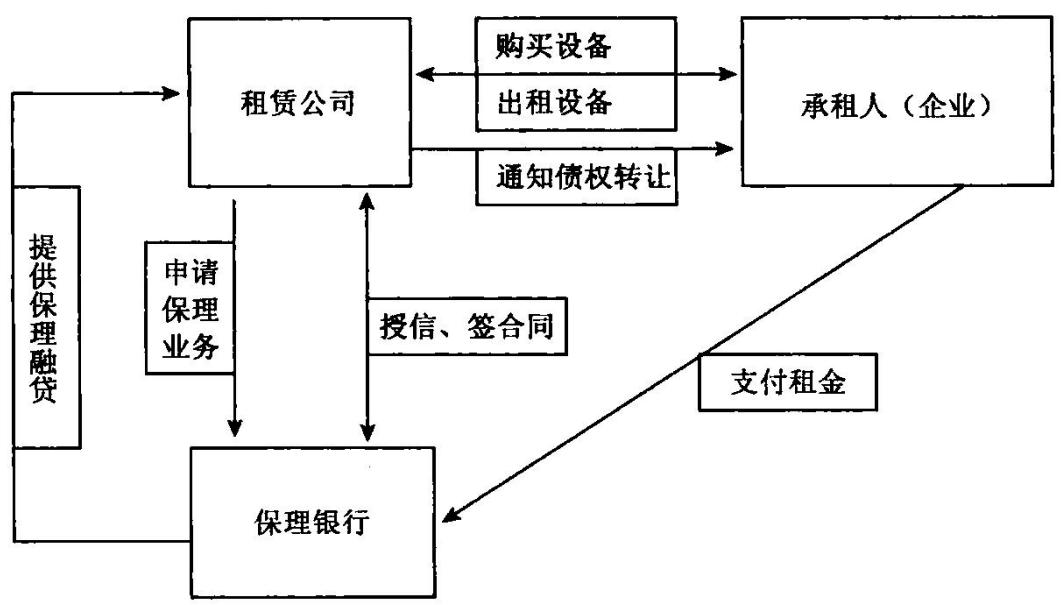 购买设备
租赁公司
出租设备
承租人（企业）
通知债权转让
提供保理融贷
申请
保理
业务
授信、签合同
支付租金
保理银行